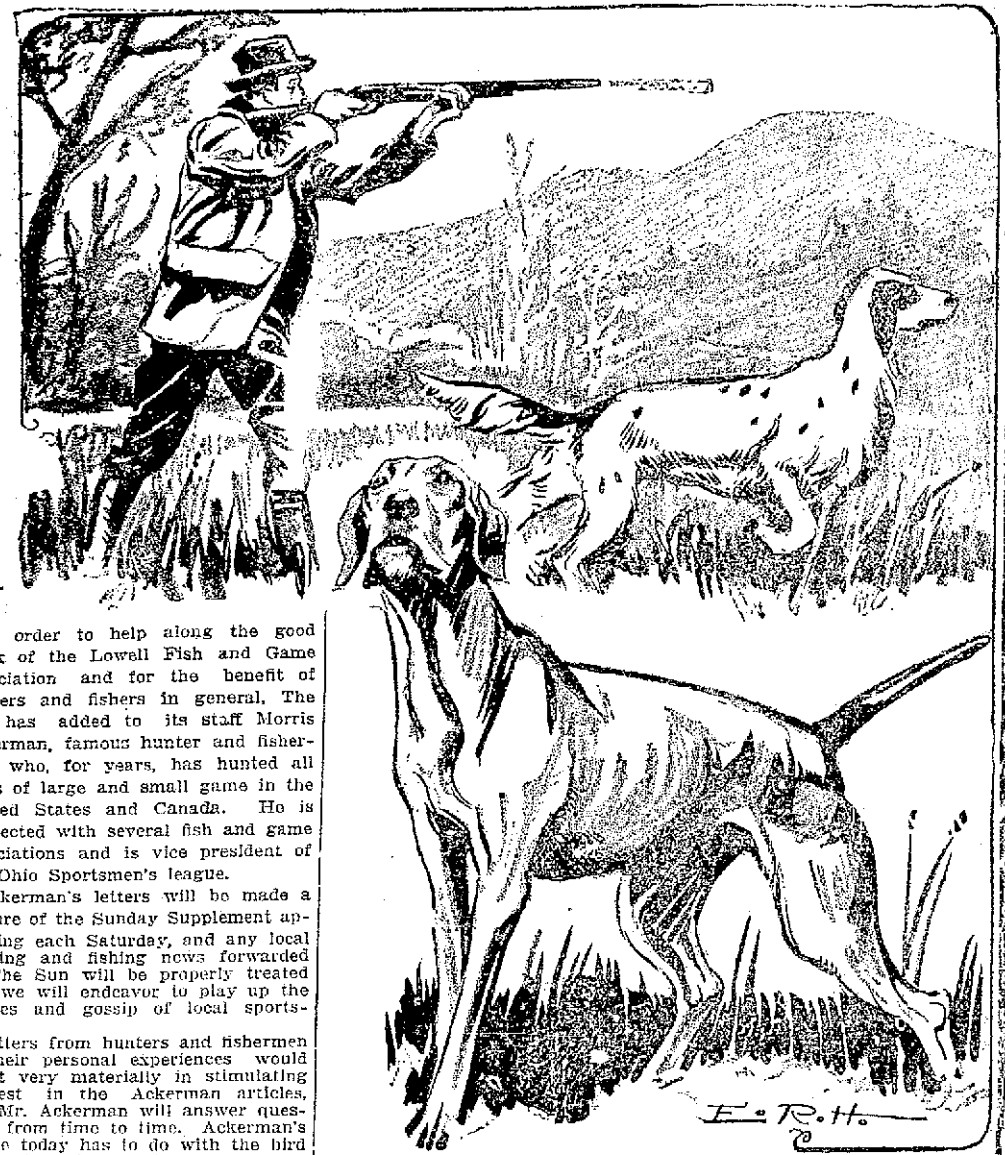 order to help along the good
k of the Lowell Fish and Game
ciation and for the benefit of
ers and fishers in general, The
has added to its staff Morris
erman, famous hunter and fisher-
who, for years, has hunted all
s of large and small game in the
ed States and Canada. He is
ected with several fish and game
ciations and is vice president of
Ohio Sportsmen's league.
kerman's letters will be made a
ure of the Sunday Supplement ap-
ing each Saturday, and any local
ing and fishing news forwarded
he Sun will be properly treated
we will endeavor to play up the
es and gossip of local sports-
tters from hunters and fishermen
heir personal experiences would
t very materially in stimulating
est in the Ackerman articles,
Mr. Ackerman will answer ques-
from time to time. Ackerman's
e today has to do with the bird